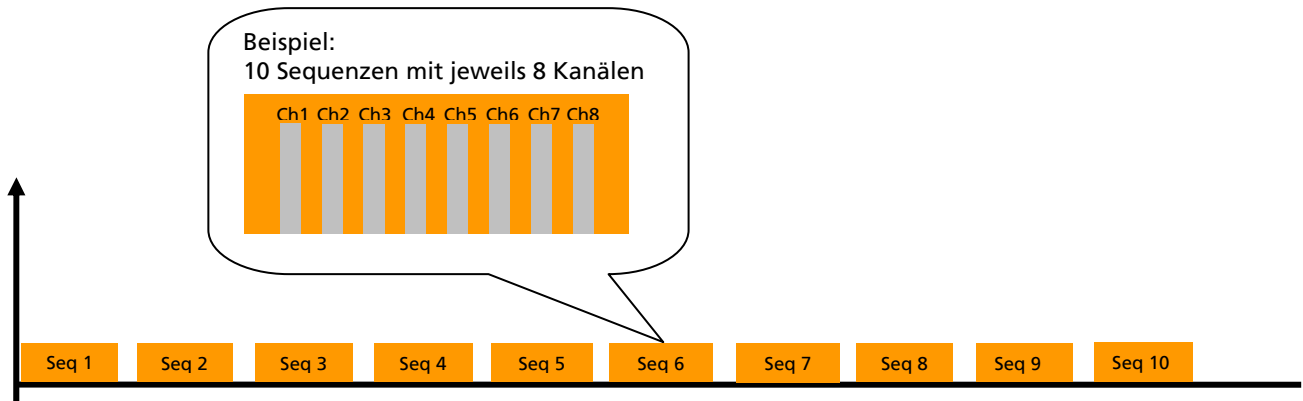 Beispiel:
10 Sequenzen mit jeweils 8 Kanälen
Ch1 Ch2 Ch3 Ch4 Ch5 Ch6 Ch7 Ch8
Seq 1 Seq 2 Seq 3 Seq 4 Seq 5 Seq 6 Seq 7 Seq 8 Seq 9 Seq 10